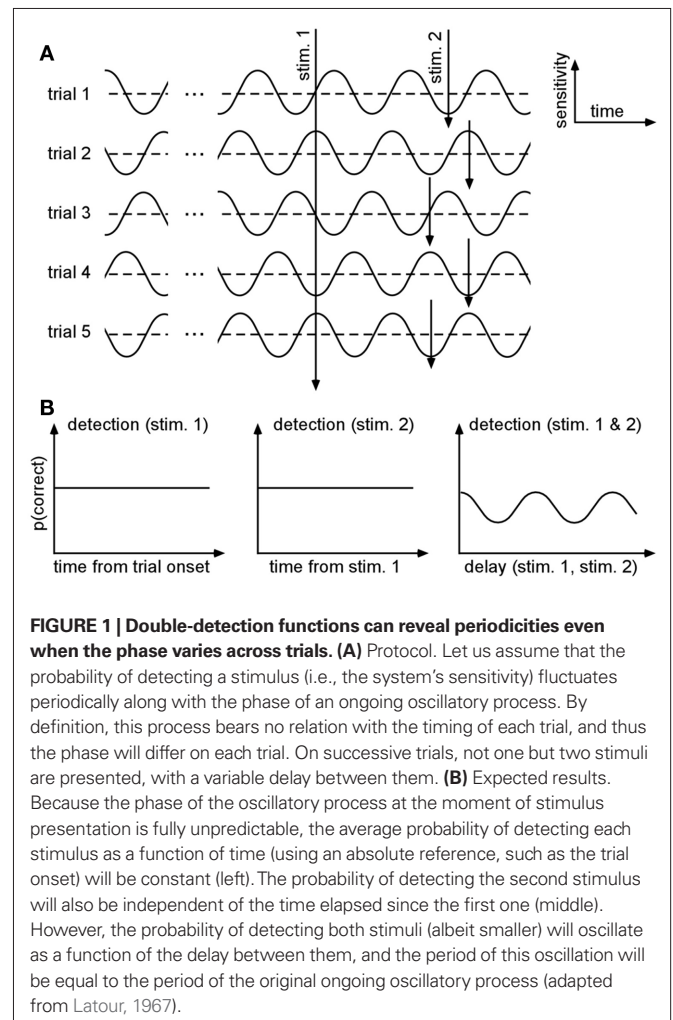 A
stim. 1
stim. 2
sensitivity
time
trial 1
...
trial 2
...
trial 3
...
trial 4
...
trial 5
...
B
detection (stim. 1)
detection (stim. 2)
detection (stim. 1 & 2)
p(correct)
time from trial onset
time from stim. 1
delay (stim. 1, stim. 2)
FIGURE 1 | Double-detection functions can reveal periodicities even
when the phase varies across trials. (A) Protocol. Let us assume that the
probability of detecting a stimulus (i.e., the system's sensitivity) fluctuates
periodically along with the phase of an ongoing oscillatory process. By
definition, this process bears no relation with the timing of each trial, and thus
the phase will differ on each trial. On successive trials, not one but two stimuli
are presented, with a variable delay between them. (B) Expected results.
Because the phase of the oscillatory process at the moment of stimulus
presentation is fully unpredictable, the average probability of detecting each
stimulus as a function of time (using an absolute reference, such as the trial
onset) will be constant (left). The probability of detecting the second stimulus
will also be independent of the time elapsed since the first one (middle).
However, the probability of detecting both stimuli (albeit smaller) will oscillate
as a function of the delay between them, and the period of this oscillation will
be equal to the period of the original ongoing oscillatory process (adapted
from Latour, 1967).